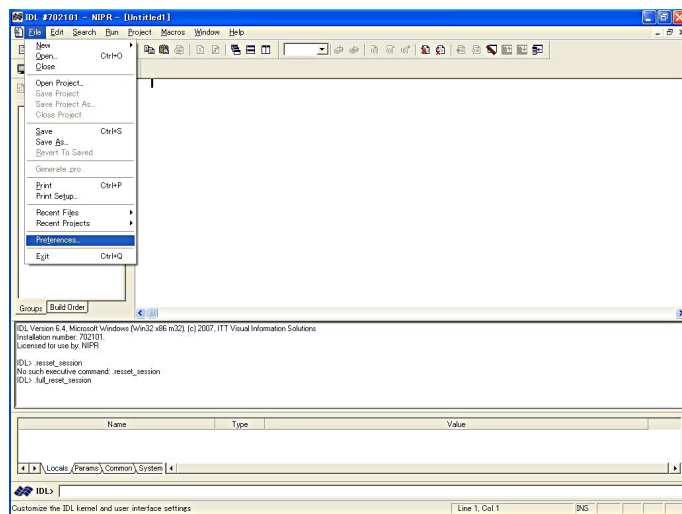 IDL #702101 - NIPR - [Untitled1]
File Edit Search Run Project Macros Window Help
New
Open... Ctrl+O
Close
Open Project...
Save Project
Save Project As...
Close Project
Save Ctrl+S
Save As...
Revert To Saved
Generate .pro
Print Ctrl+P
Print Setup...
Recent Files
Recent Projects
Preferences...
Exit Ctrl+Q
Groups Build Order
IDL Version 6.4, Microsoft Windows (Win32 x86 m32). (c) 2007, ITT Visual Information Solutions
Installation number: 702101.
Licensed for use by: NIPR
IDL> .resset_session
No such executive command: .resset_session
IDL> .full_reset_session
Name Type Value
Locals Params Common System
IDL>
Customize the IDL kernel and user interface settings Line 1, Col 1 INS